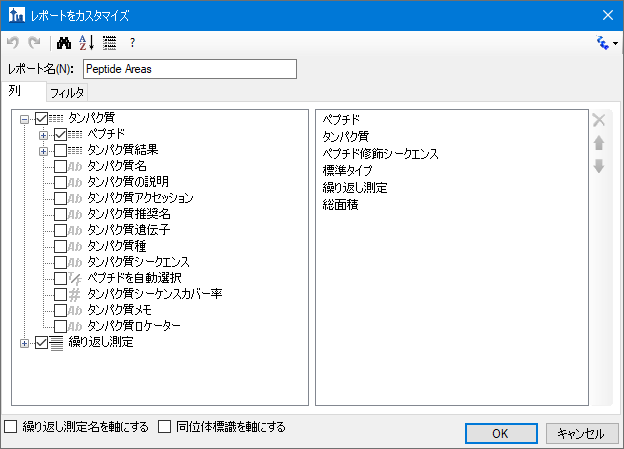 レポートをカスタマイズ
レポート名(N): Peptide Areas
列 フィルタ
タンパク質
ペプチド
タンパク質結果
Ab タンパク質名
Ab タンパク質の説明
Ab タンパク質アクセッション
Ab タンパク質推奨名
Ab タンパク質遺伝子
Ab タンパク質種
Ab タンパク質シークエンス
T/F ペプチドを自動選択
# タンパク質シーケンスカバー率
Ab タンパク質メモ
Ab タンパク質ロケーター
繰り返し測定
ペプチド
タンパク質
ペプチド修飾シークエンス
標準タイプ
繰り返し測定
総面積
繰り返し測定名を軸にする 同位体標識を軸にする
OK キャンセル